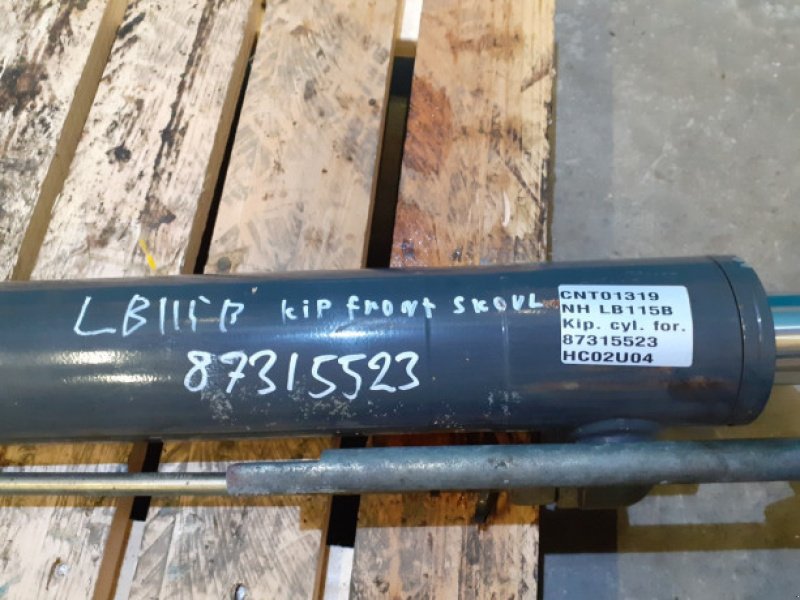 LB115B kip front SKOVL
87315523
CNT01319
NH LB115B
Kip. cyl. for.
87315523
HC02U04